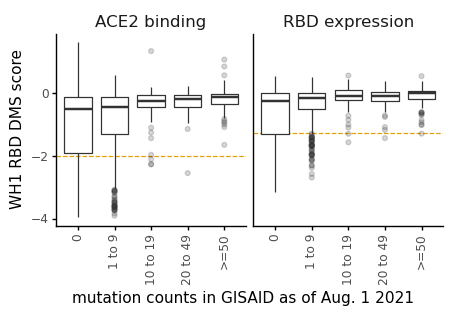 ACE2 binding
RBD expression
WH1 RBD DMS score
0
−2
−4
0
1 to 9
10 to 19
20 to 49
>=50
0
1 to 9
10 to 19
20 to 49
>=50
mutation counts in GISAID as of Aug. 1 2021